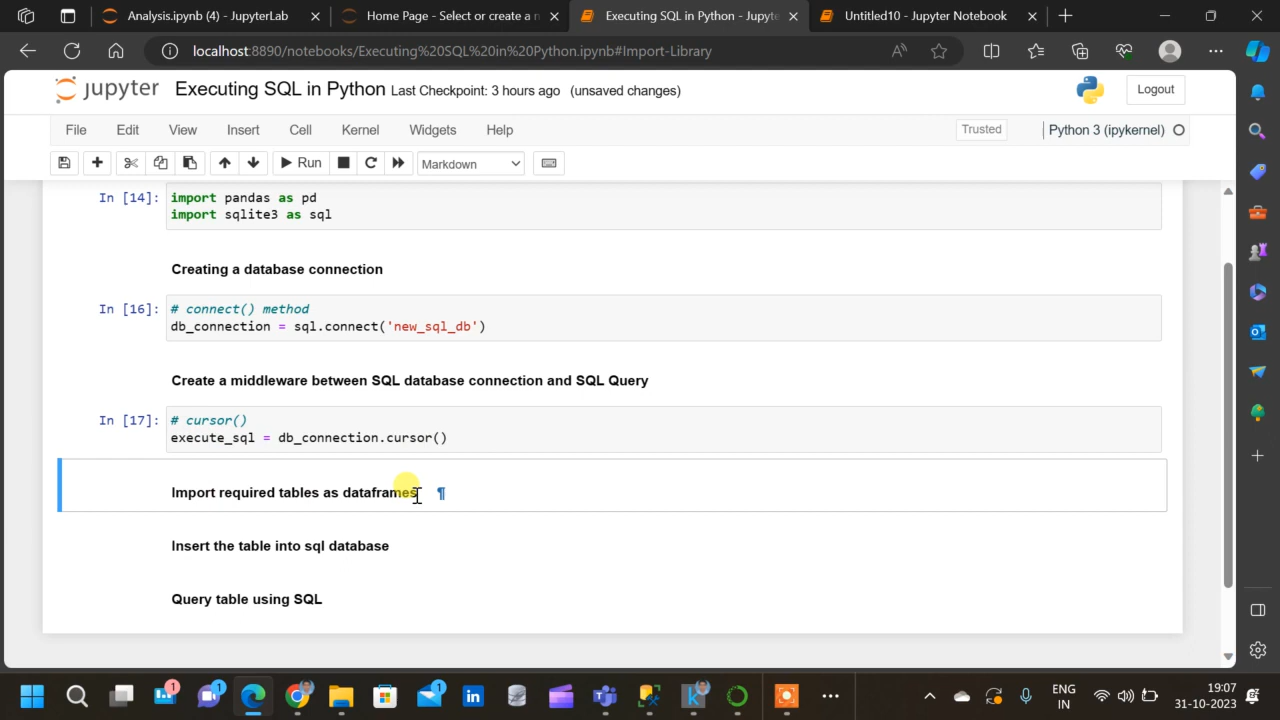 Analysis.ipynb (4) - JupyterLab
Home Page - Select or create a n
Executing SQL in Python - Jupyte
Untitled10 - Jupyter Notebook
localhost:8890/notebooks/Executing%20SQL%20in%20Python.ipynb#Import-Library
jupyter Executing SQL in Python Last Checkpoint: 3 hours ago (unsaved changes)
Logout
File Edit View Insert Cell Kernel Widgets Help
Trusted
Python 3 (ipykernel)
Run
Markdown
In [14]: import pandas as pd
import sqlite3 as sql
Creating a database connection
In [16]: # connect() method
db_connection = sql.connect('new_sql_db')
Create a middleware between SQL database connection and SQL Query
In [17]: # cursor()
execute_sql = db_connection.cursor()
Import required tables as dataframes ¶
Insert the table into sql database
Query table using SQL
1
1
1
ENG
IN
19:07
31-10-2023